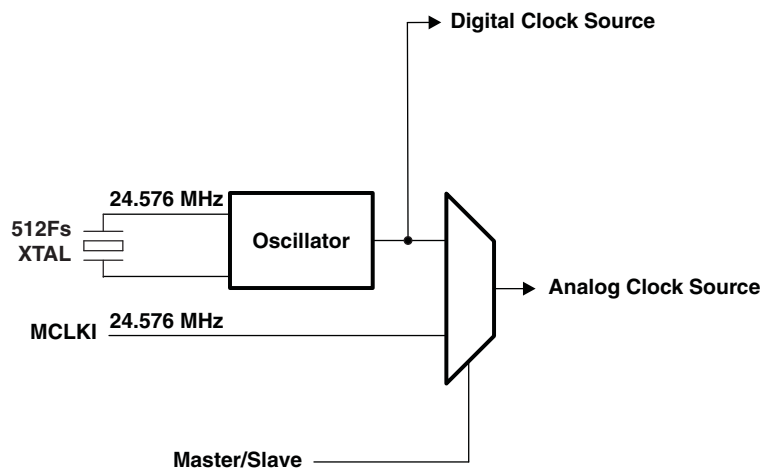 Digital Clock Source
24.576 MHz
512Fs
XTAL
Oscillator
Analog Clock Source
24.576 MHz
MCLKI
Master/Slave